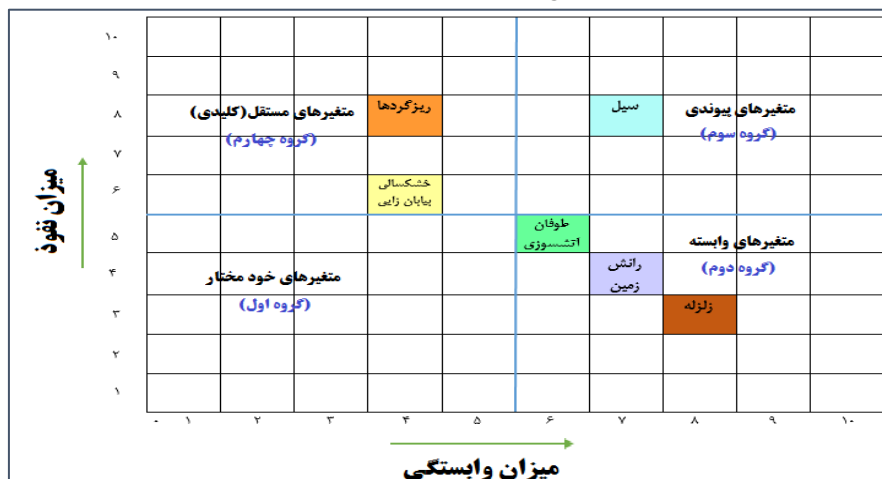 ۱۰
۹
۸
متغیرهای مستقل(کلیدی)
ریزگردها
سیل
متغیرهای پیوندی
(گروه چهارم)
(گروه سوم)
۷
۶
خشکسالی
بیابان زایی
میزان نفوذ
۵
طوفان
اتشسوزی
متغیرهای وابسته
(گروه دوم)
۴
متغیرهای خود مختار
(گروه اول)
رانش
زمین
۳
زلزله
۲
۱
۰ ۱ ۲ ۳ ۴ ۵ ۶ ۷ ۸ ۹ ۱۰
میزان وابستگی